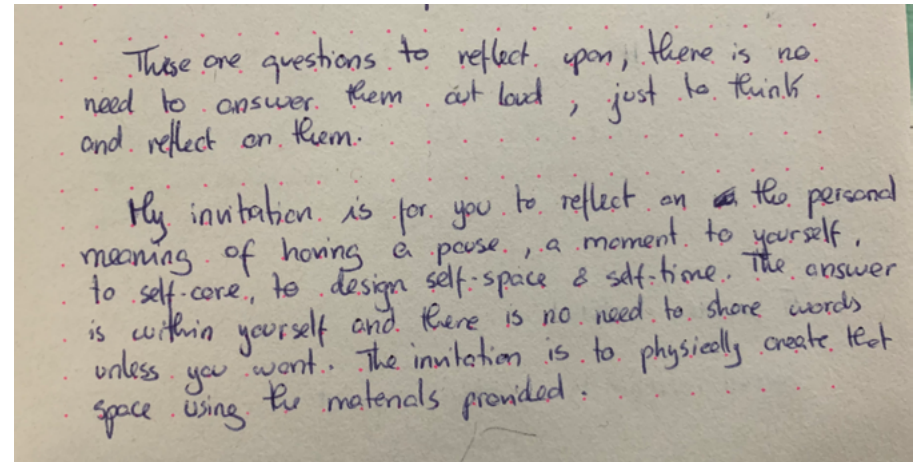 These are questions to reflect upon, there is no
need to answer them out loud, just to think
and reflect on them.
My invitation is for you to reflect on the personal
meaning of having a pause, a moment to yourself,
to self-care, to design self-space & self-time. The answer
is within yourself and there is no need to share words
unless you want. The invitation is to physically create that
space using the materials provided.